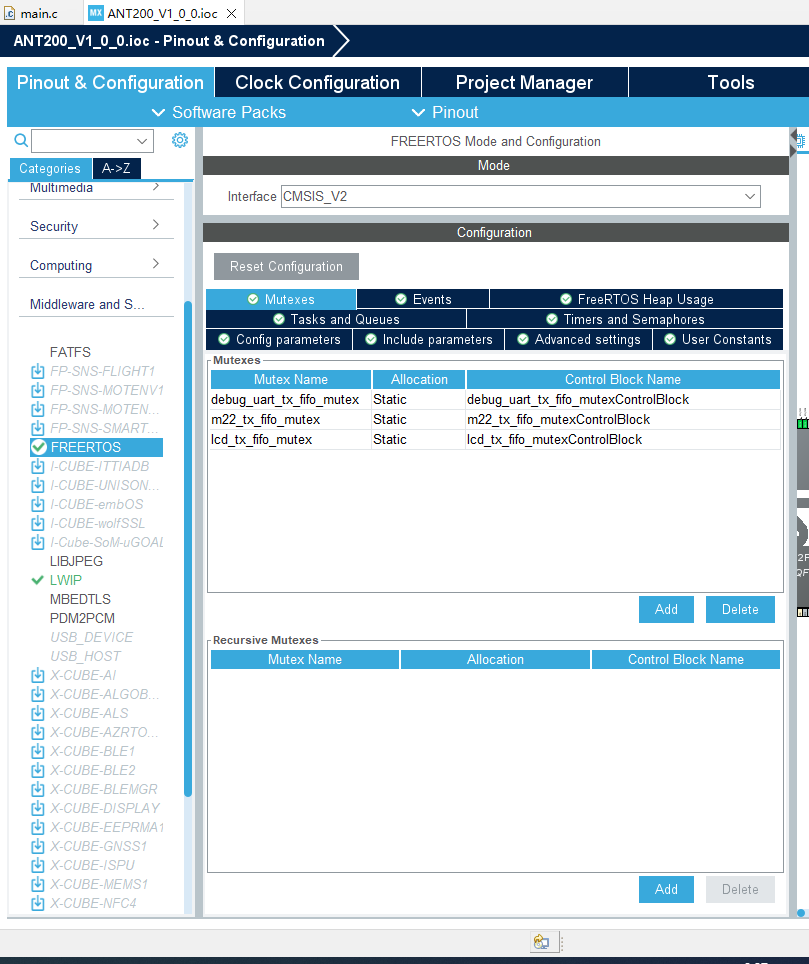 main.c
MX ANT200_V1_0_0.ioc
ANT200_V1_0_0.ioc - Pinout & Configuration
Pinout & Configuration
Clock Configuration
Project Manager
Tools
Software Packs
Pinout
Categories
A->Z
Multimedia
Security
Computing
Middleware and S...
FATFS
FP-SNS-FLIGHT1
FP-SNS-MOTENV1
FP-SNS-MOTEN...
FP-SNS-SMART...
FREERTOS
I-CUBE-ITTIADB
I-CUBE-UNISON...
I-CUBE-embOS
I-CUBE-wolfSSL
I-Cube-SoM-uGOAL
LIBJPEG
LWIP
MBEDTLS
PDM2PCM
USB_DEVICE
USB_HOST
X-CUBE-AI
X-CUBE-ALGOB...
X-CUBE-ALS
X-CUBE-AZRTO...
X-CUBE-BLE1
X-CUBE-BLE2
X-CUBE-BLEMGR
X-CUBE-DISPLAY
X-CUBE-EEPRMA1
X-CUBE-GNSS1
X-CUBE-ISPU
X-CUBE-MEMS1
X-CUBE-NFC4
FREERTOS Mode and Configuration
Mode
Interface CMSIS_V2
Configuration
Reset Configuration
Mutexes
Events
FreeRTOS Heap Usage
Tasks and Queues
Timers and Semaphores
Config parameters
Include parameters
Advanced settings
User Constants
Mutexes
Mutex Name Allocation Control Block Name
debug_uart_tx_fifo_mutex Static debug_uart_tx_fifo_mutexControlBlock
m22_tx_fifo_mutex Static m22_tx_fifo_mutexControlBlock
lcd_tx_fifo_mutex Static lcd_tx_fifo_mutexControlBlock
Add
Delete
Recursive Mutexes
Mutex Name Allocation Control Block Name
Add
Delete